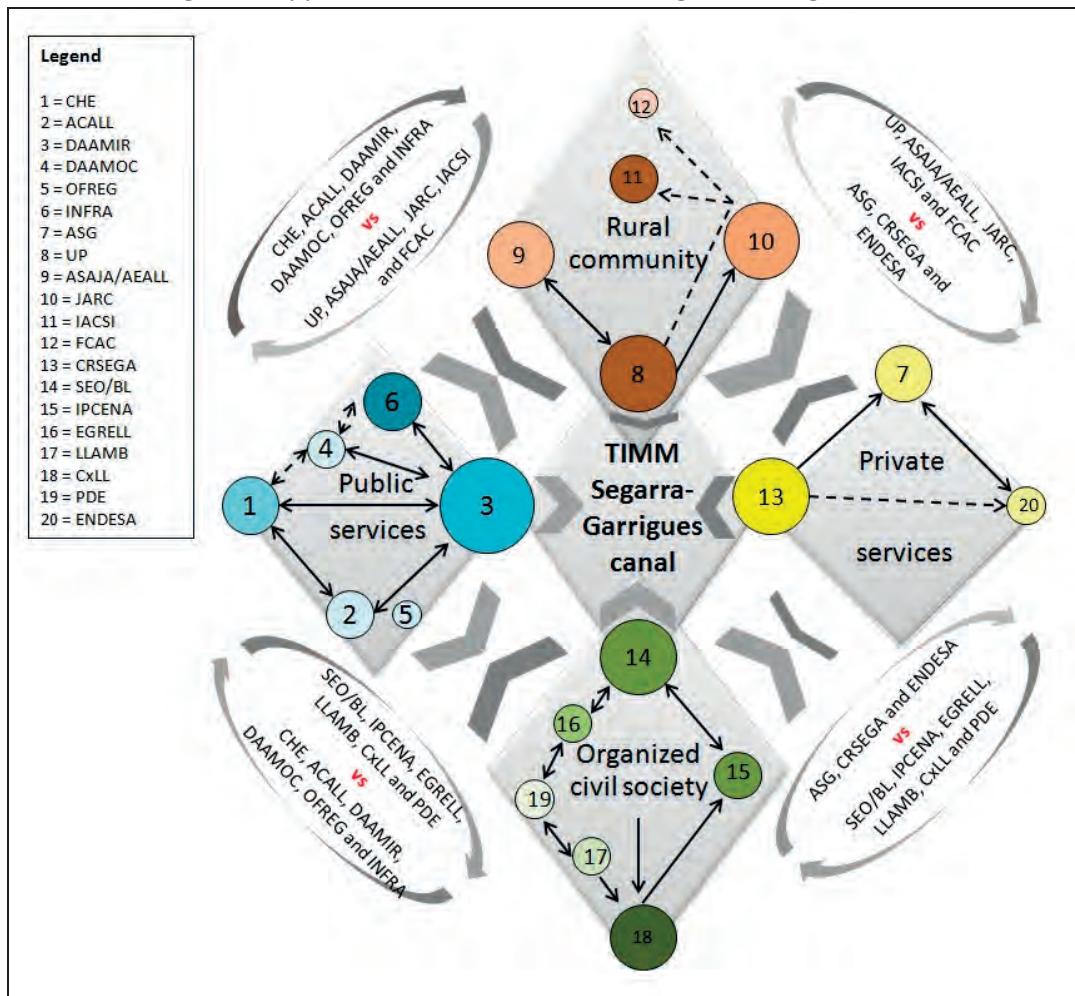 Legend
1 = CHE
2 = ACALL
3 = DAAMIR
4 = DAAMOC
5 = OFREG
6 = INFRA
7 = ASG
8 = UP
9 = ASAJA/AEALL
10 = JARC
11 = IACSI
12 = FCAC
13 = CRSEGA
14 = SEO/BL
15 = IPCENA
16 = EGRELL
17 = LLAMB
18 = CxLL
19 = PDE
20 = ENDESA
CHE, ACALL, DAAMIR,
DAAMOC, OFREG and INFRA
vs
UP, ASAJA/AEALL, JARC, IACSI
and FCAC
12
11
Rural
community
9
10
8
UP, ASAJA/AEALL, JARC,
IACSI and FCAC
vs
ASG, CRSEGA and
ENDESA
6
4
Public
1
3
services
2
5
TIMM
Segarra-
Garrigues
canal
7
Private
13
20
services
SEO/BL, IPCENA, EGRELL,
LLAMB, CxLL and PDE
vs
CHE, ACALL, DAAMIR,
DAAMOC, OFREG and INFRA
14
16
Organized
civil society
15
19
17
18
ASG, CRSEGA and ENDESA
vs
SEO/BL, IPCENA, EGRELL,
LLAMB, CxLL and PDE